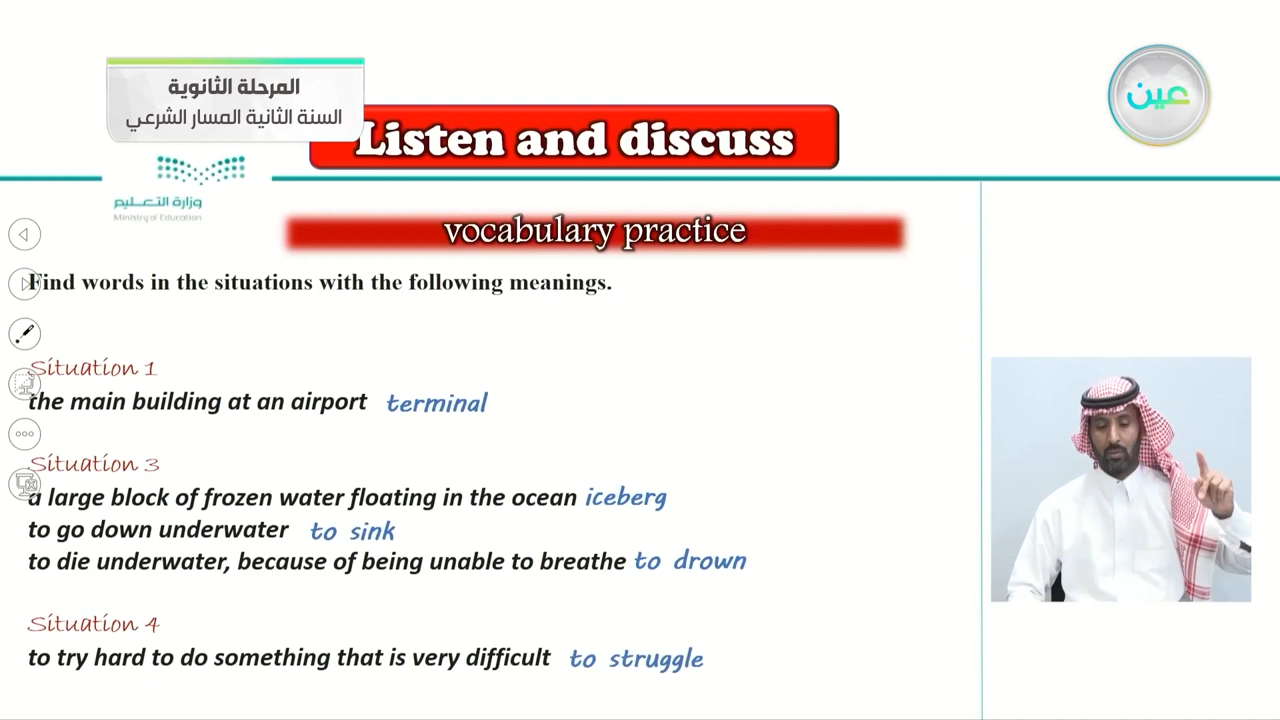 المرحلة الثانوية
السنة الثانية المسار الشرعي
عين
Listen and discuss
وزارة التعليم
Ministry of Education
vocabulary practice
Find words in the situations with the following meanings.
Situation 1
the main building at an airport terminal
Situation 3
a large block of frozen water floating in the ocean iceberg
to go down underwater to sink
to die underwater, because of being unable to breathe to drown
Situation 4
to try hard to do something that is very difficult to struggle